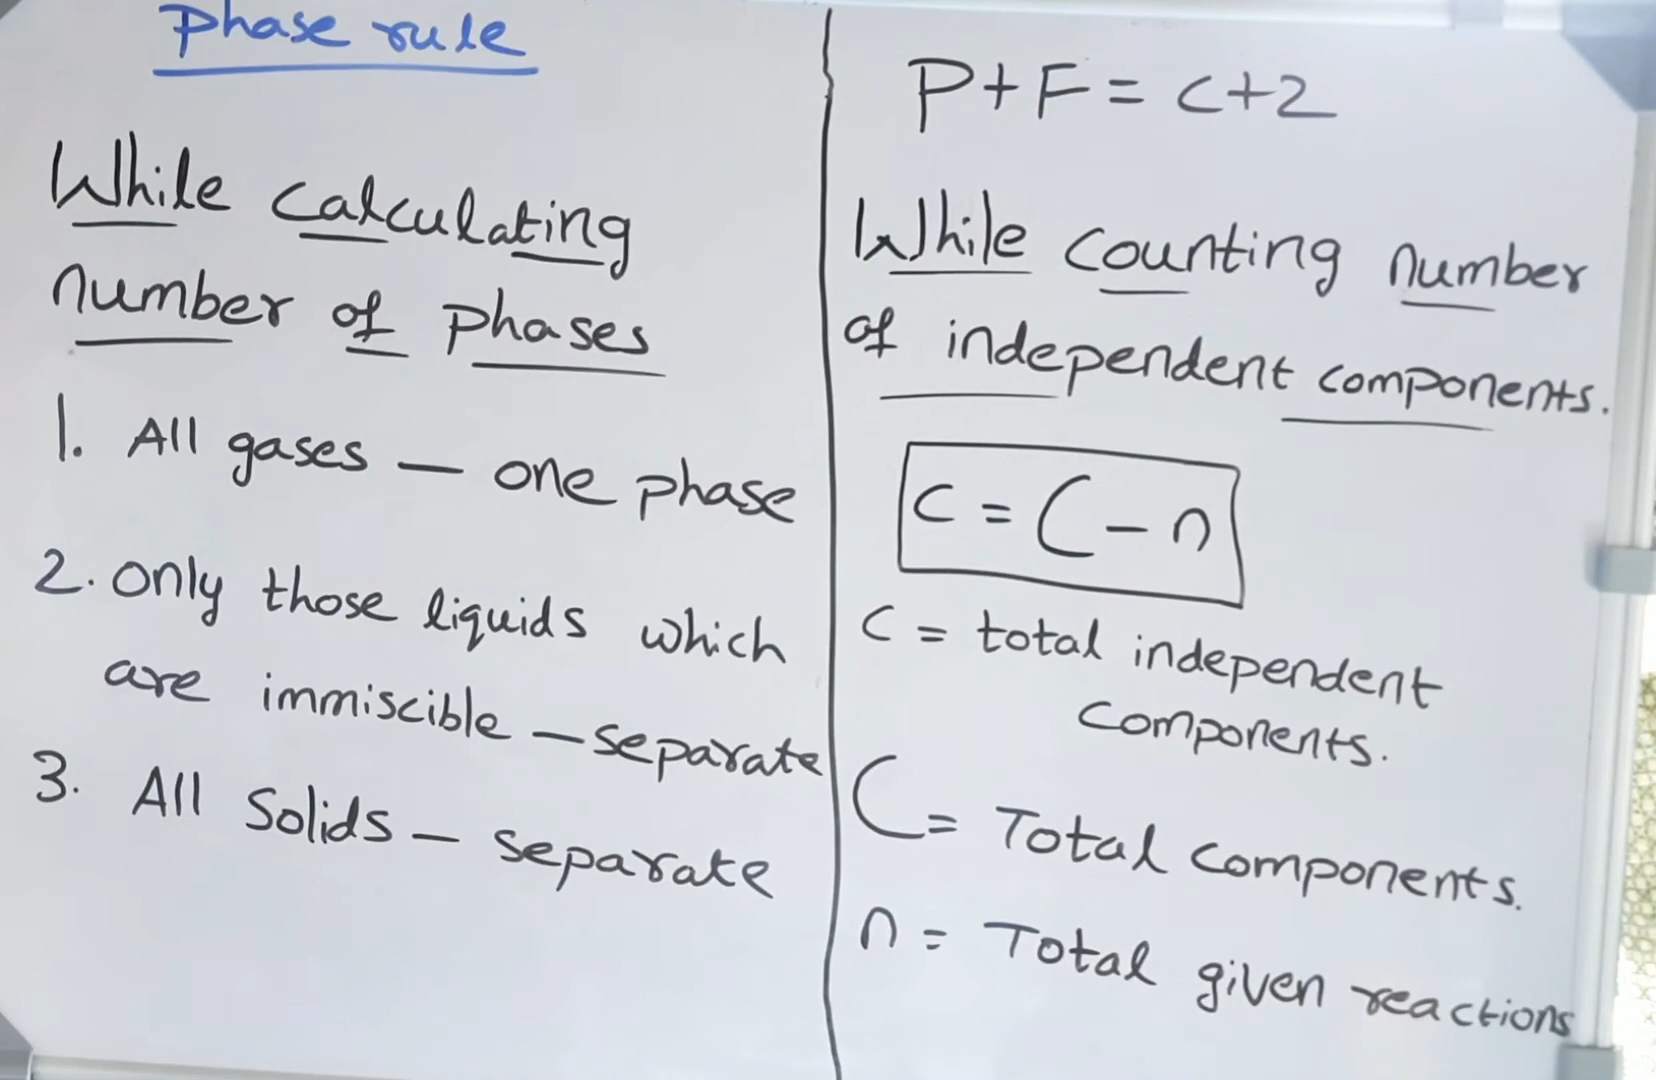 Phase rule
While calculating
number of phases
1. All gases — one phase
2. only those liquids which
are immiscible — separate
3. All Solids — separate
P+F = C+2
While counting number
of independent components.
C = C - n
C = total independent
components.
C = Total components.
n = Total given reactions